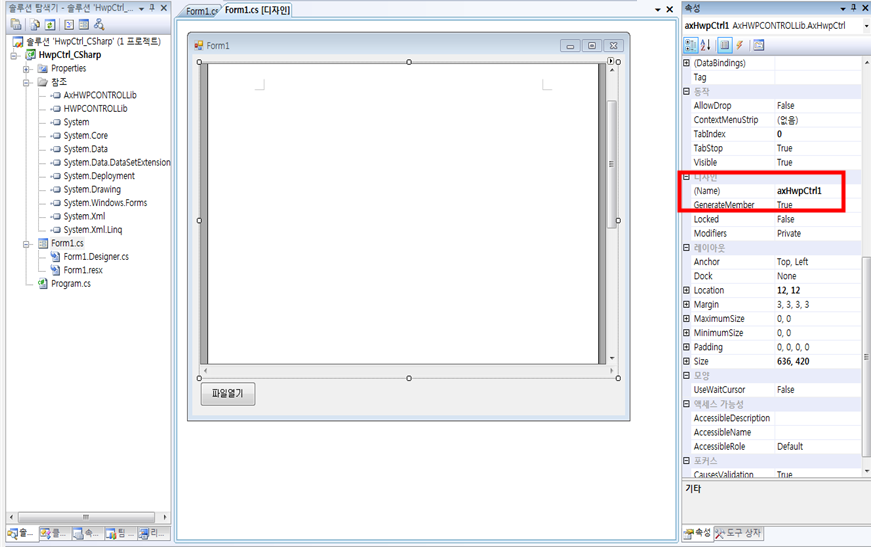 솔루션 탐색기 - 솔루션 'HwpCtrl_...
솔루션 'HwpCtrl_CSharp' (1 프로젝트)
HwpCtrl_CSharp
Properties
참조
AxHWPCONTROLLib
HWPCONTROLLib
System
System.Core
System.Data
System.Data.DataSetExtension
System.Deployment
System.Drawing
System.Windows.Forms
System.Xml
System.Xml.Linq
Form1.cs
Form1.Designer.cs
Form1.resx
Program.cs
솔... 클... 속... 팀... 리...
Form1.cs Form1.cs [디자인]
Form1
파일열기
속성
axHwpCtrl1 AxHWPCONTROLLib.AxHwpCtrl
(DataBindings)
Tag
동작
AllowDrop False
ContextMenuStrip (없음)
TabIndex 0
TabStop True
Visible True
디자인
(Name) axHwpCtrl1
GenerateMember True
Locked False
Modifiers Private
레이아웃
Anchor Top, Left
Dock None
Location 12, 12
Margin 3, 3, 3, 3
MaximumSize 0, 0
MinimumSize 0, 0
Padding 0, 0, 0, 0
Size 636, 420
모양
UseWaitCursor False
액세스 가능성
AccessibleDescription
AccessibleName
AccessibleRole Default
포커스
CausesValidation True
기타
속성 도구 상자